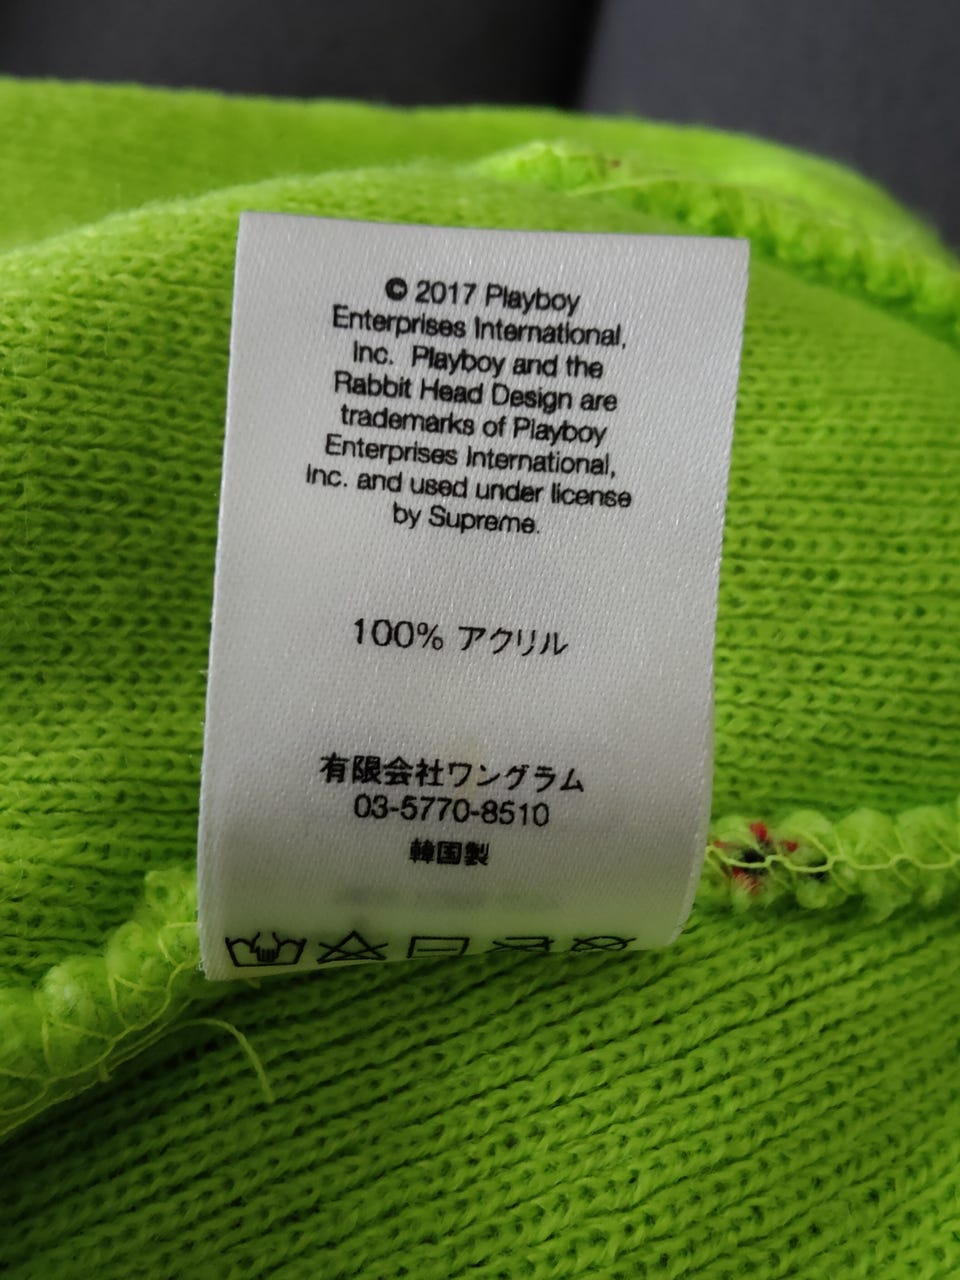 © 2017 Playboy
Enterprises International,
Inc. Playboy and the
Rabbit Head Design are
trademarks of Playboy
Enterprises International,
Inc. and used under license
by Supreme.
100% アクリル
有限会社ワングラム
03-5770-8510
韓国製